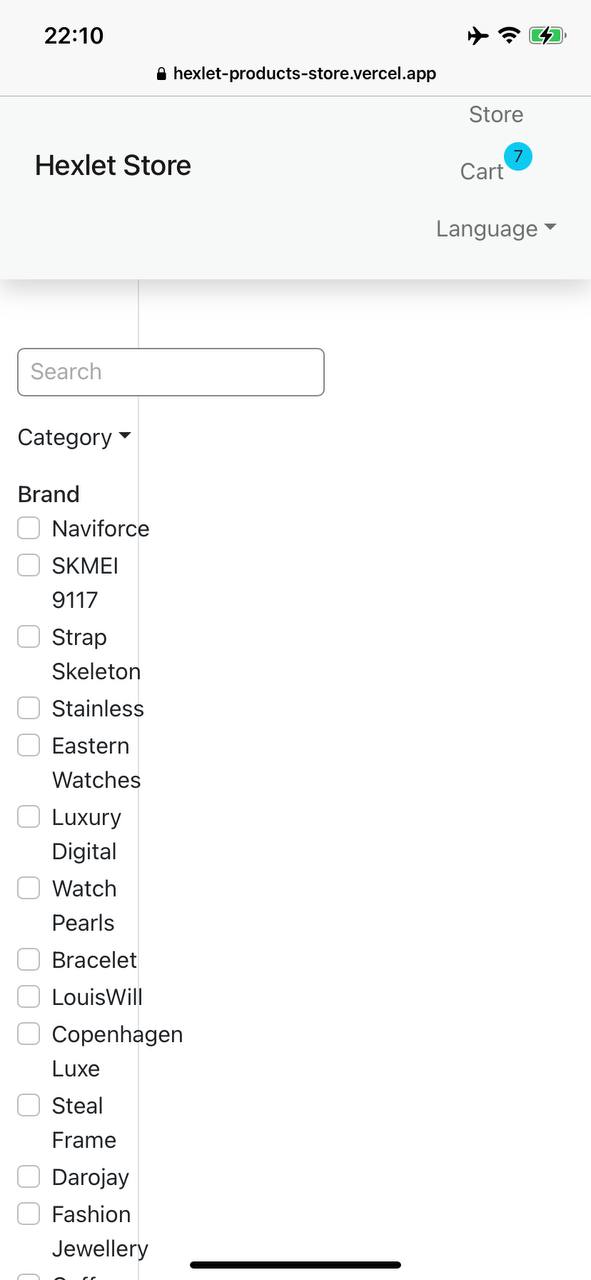 22:10
hexlet-products-store.vercel.app
Store
Hexlet Store
Cart 7
Language
Search
Category
Brand
Naviforce
SKMEI
9117
Strap
Skeleton
Stainless
Eastern
Watches
Luxury
Digital
Watch
Pearls
Bracelet
LouisWill
Copenhagen
Luxe
Steal
Frame
Darojay
Fashion
Jewellery